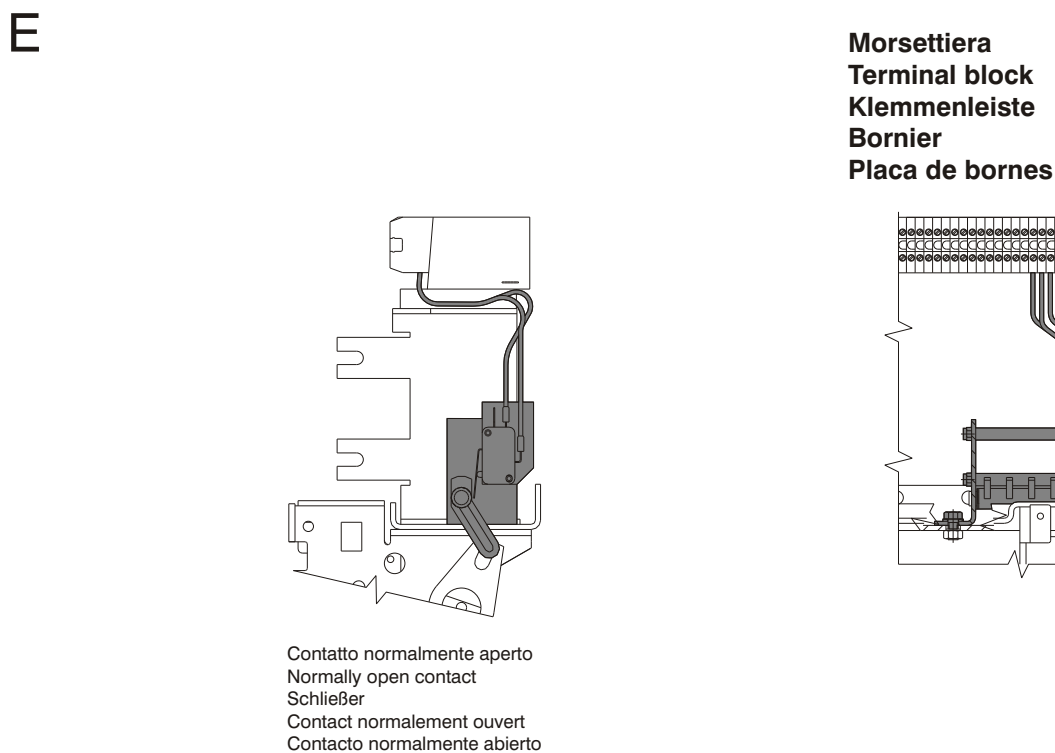 E
Morsettiera
Terminal block
Klemmenleiste
Bornier
Placa de bornes
Contatto normalmente aperto
Normally open contact
Schließer
Contact normalement ouvert
Contacto normalmente abierto